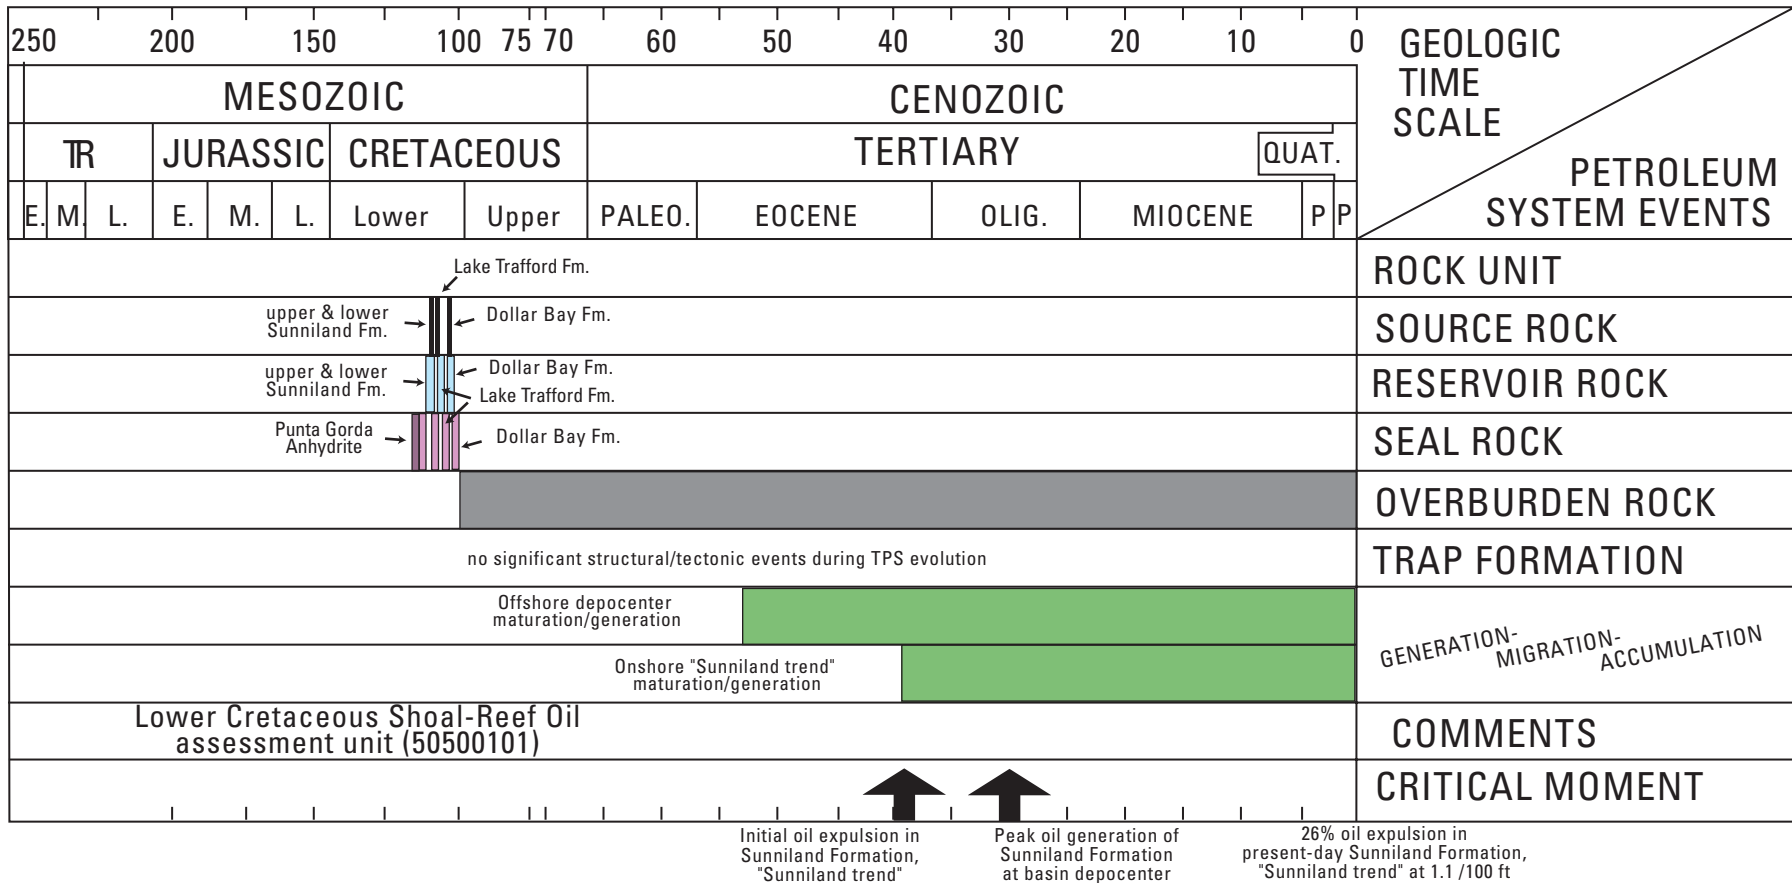 250 200 150 100 75 70 60 50 40 30 20 10 0
GEOLOGIC
TIME
SCALE
PETROLEUM
SYSTEM EVENTS
MESOZOIC CENOZOIC
TR JURASSIC CRETACEOUS TERTIARY QUAT.
E. M. L. E. M. L. Lower Upper PALEO. EOCENE OLIG. MIOCENE P P
Lake Trafford Fm.
ROCK UNIT
upper & lower
Sunniland Fm.
Dollar Bay Fm.
SOURCE ROCK
upper & lower
Sunniland Fm.
Dollar Bay Fm.
Lake Trafford Fm.
RESERVOIR ROCK
Punta Gorda
Anhydrite
Dollar Bay Fm.
SEAL ROCK
OVERBURDEN ROCK
no significant structural/tectonic events during TPS evolution
TRAP FORMATION
Offshore depocenter
maturation/generation
Onshore "Sunniland trend"
maturation/generation
GENERATION-
MIGRATION-
ACCUMULATION
Lower Cretaceous Shoal-Reef Oil
assessment unit (50500101)
COMMENTS
CRITICAL MOMENT
Initial oil expulsion in
Sunniland Formation,
"Sunniland trend"
Peak oil generation of
Sunniland Formation
at basin depocenter
26% oil expulsion in
present-day Sunniland Formation,
"Sunniland trend" at 1.1 /100 ft